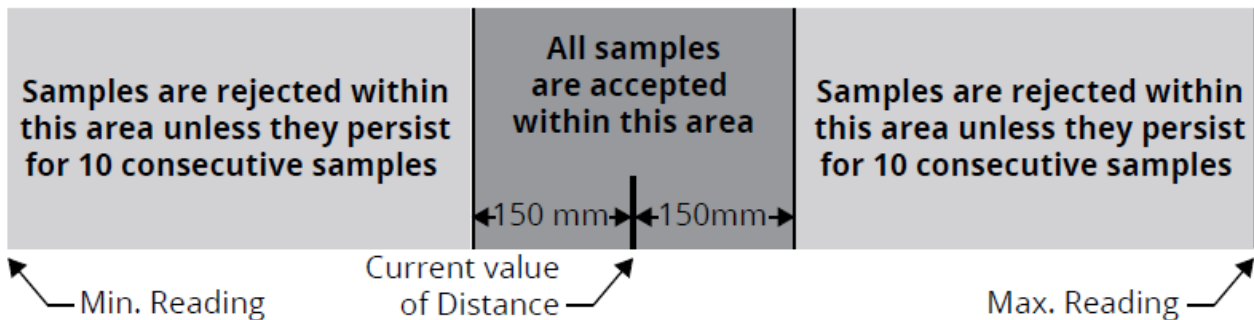 Samples are rejected within
this area unless they persist
for 10 consecutive samples
All samples
are accepted
within this area
Samples are rejected within
this area unless they persist
for 10 consecutive samples
150 mm
150mm
Min. Reading
Current value
of Distance
Max. Reading